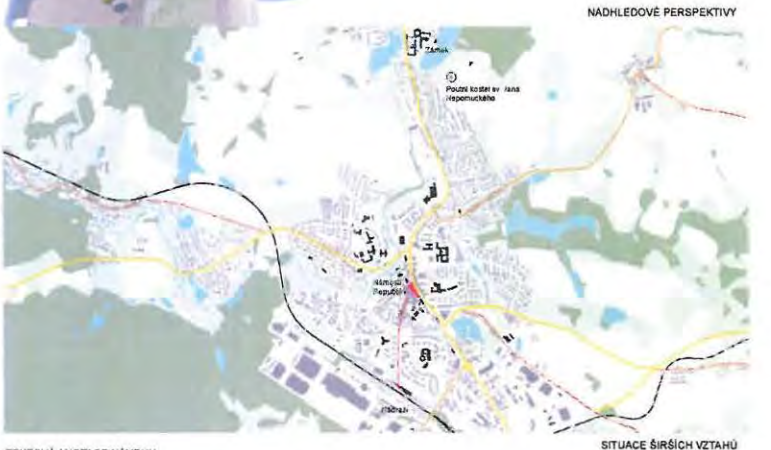 NADHLEDOVÉ PERSPEKTIVY
Zámek
Poutní kostel sv. Jana
Nepomuckého
Náměstí
Republiky
Nádraží
SITUACE ŠIRŠÍCH VZTAHŮ